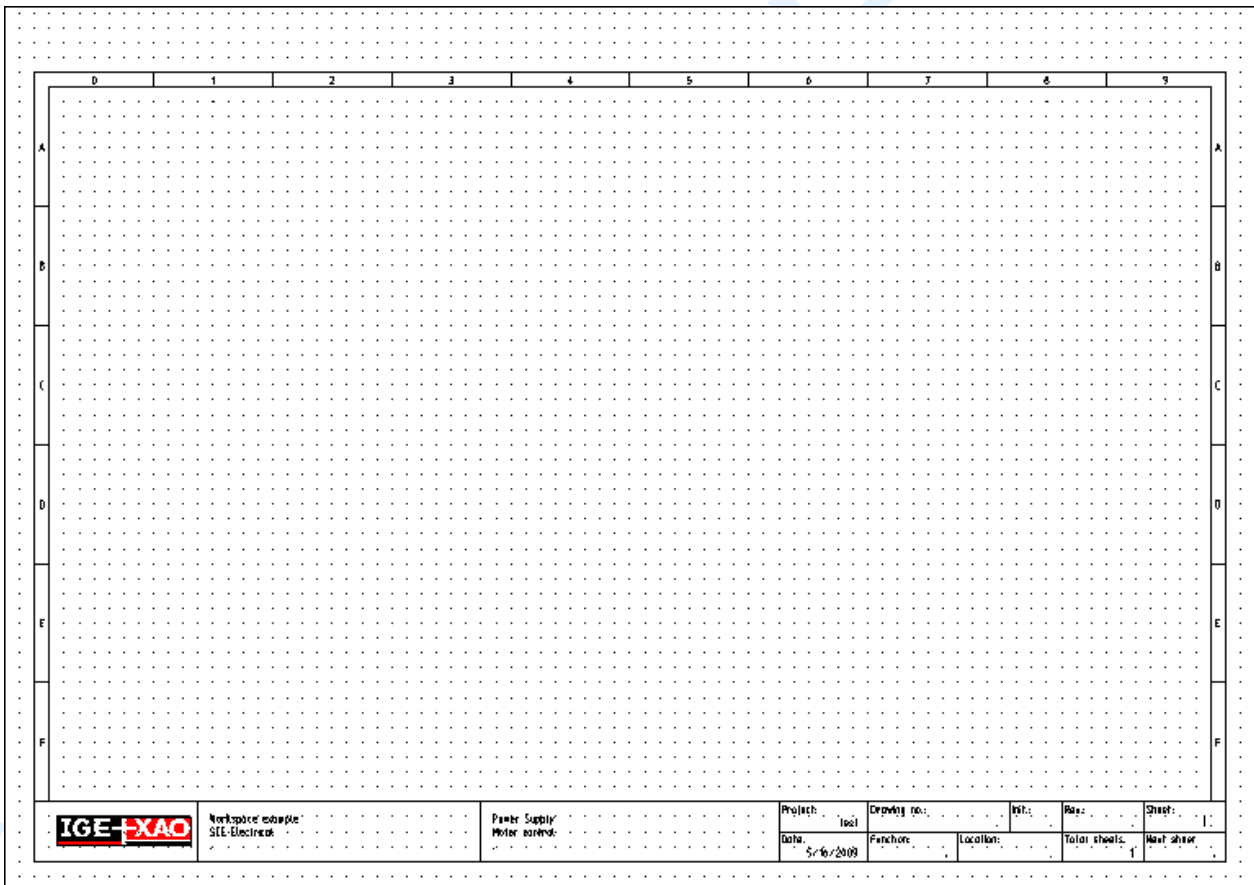 0 1 2 3 4 5 6 7 8 9
A A
B B
C C
D D
E E
F F
IGE-XAO
Workspace example
SEE-Electrical
Power Supply
Motor control
Project: Drawing no.: Init.: Rev.: Sheet:
test 1
Date: Function: Location: Total sheets: Next sheet
5/16/2009 1